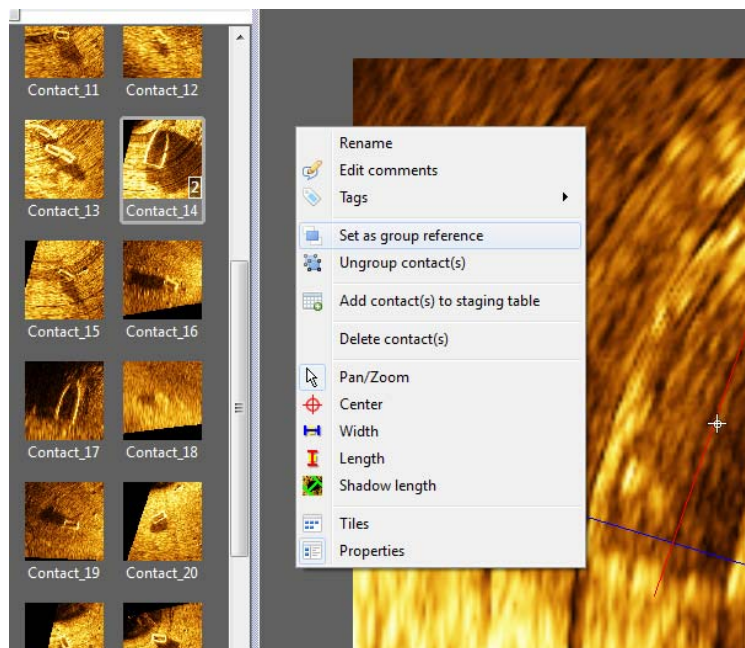 Contact_11 Contact_12
Contact_13 Contact_14
2
Contact_15 Contact_16
Contact_17 Contact_18
Contact_19 Contact_20
Rename
Edit comments
Tags
Set as group reference
Ungroup contact(s)
Add contact(s) to staging table
Delete contact(s)
Pan/Zoom
Center
Width
Length
Shadow length
Tiles
Properties